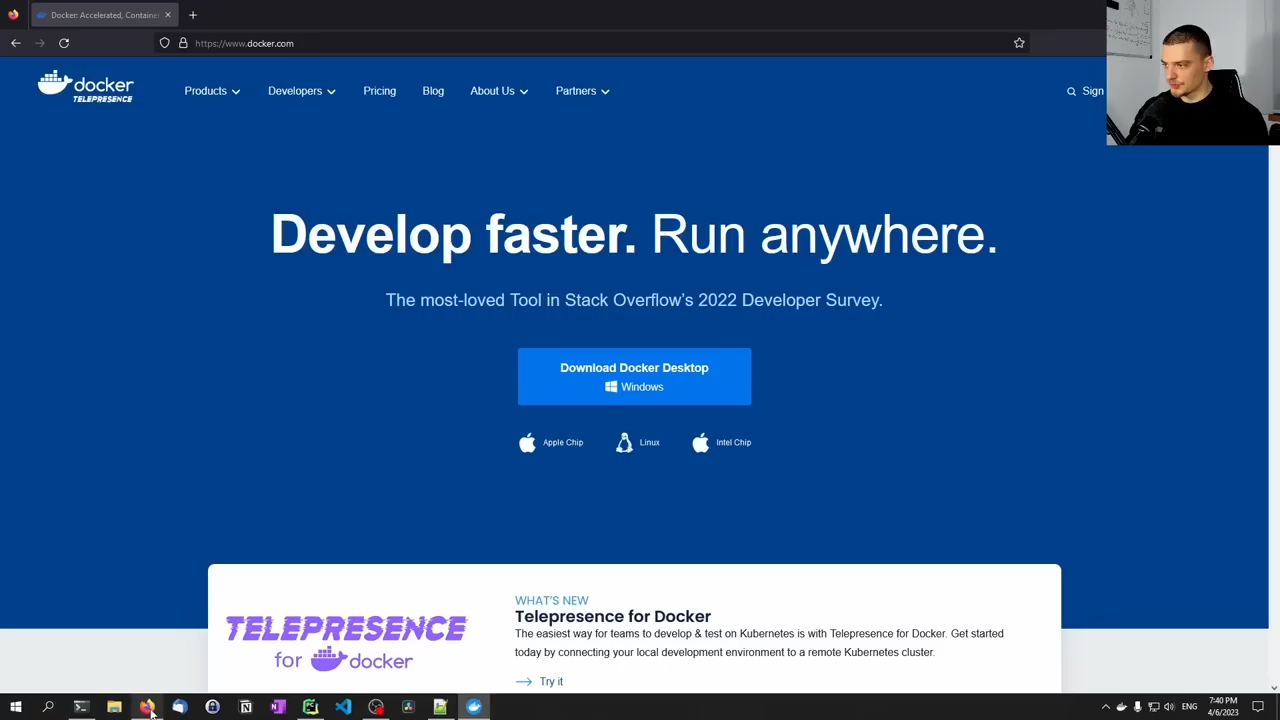 Docker: Accelerated, Container
https://www.docker.com
docker
TELEPRESENCE
Products
Developers
Pricing
Blog
About Us
Partners
Sign
Develop faster. Run anywhere.
The most-loved Tool in Stack Overflow's 2022 Developer Survey.
Download Docker Desktop
Windows
Apple Chip
Linux
Intel Chip
TELEPRESENCE
for docker
WHAT'S NEW
Telepresence for Docker
The easiest way for teams to develop & test on Kubernetes is with Telepresence for Docker. Get started
today by connecting your local development environment to a remote Kubernetes cluster.
Try it
ENG
7:40 PM
4/6/2023